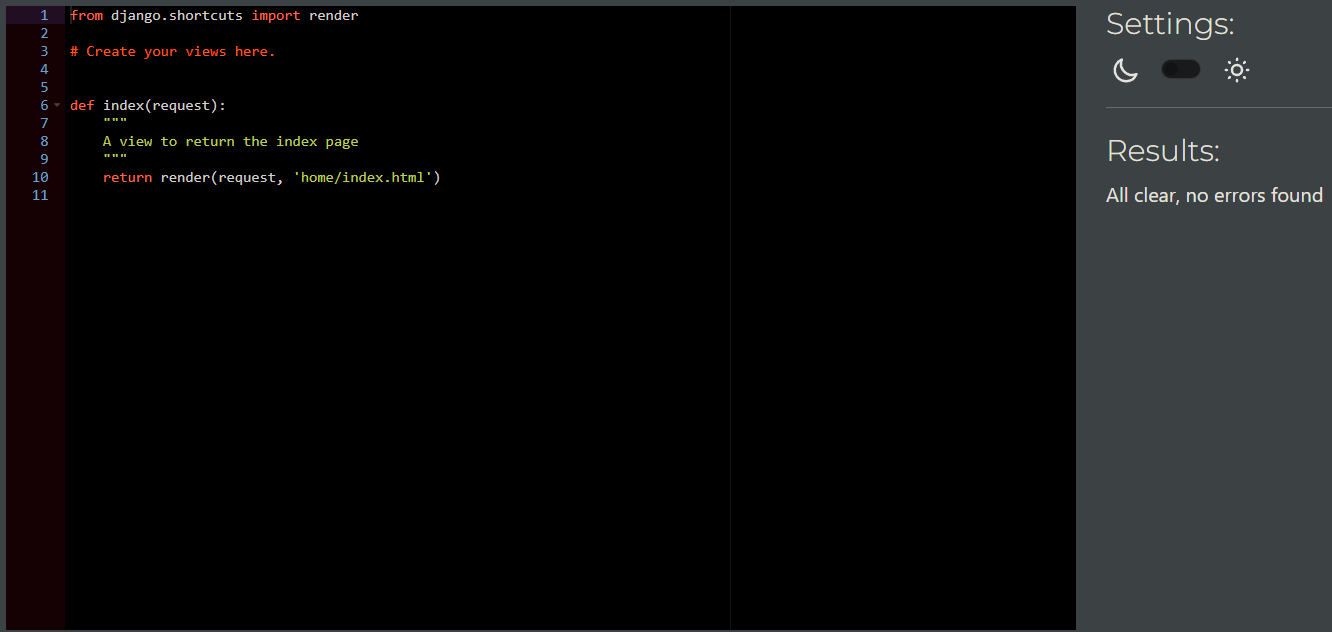 1 from django.shortcuts import render
2
3 # Create your views here.
4
5
6 def index(request):
7     """
8     A view to return the index page
9     """
10     return render(request, 'home/index.html')
11
Settings:
Results:
All clear, no errors found